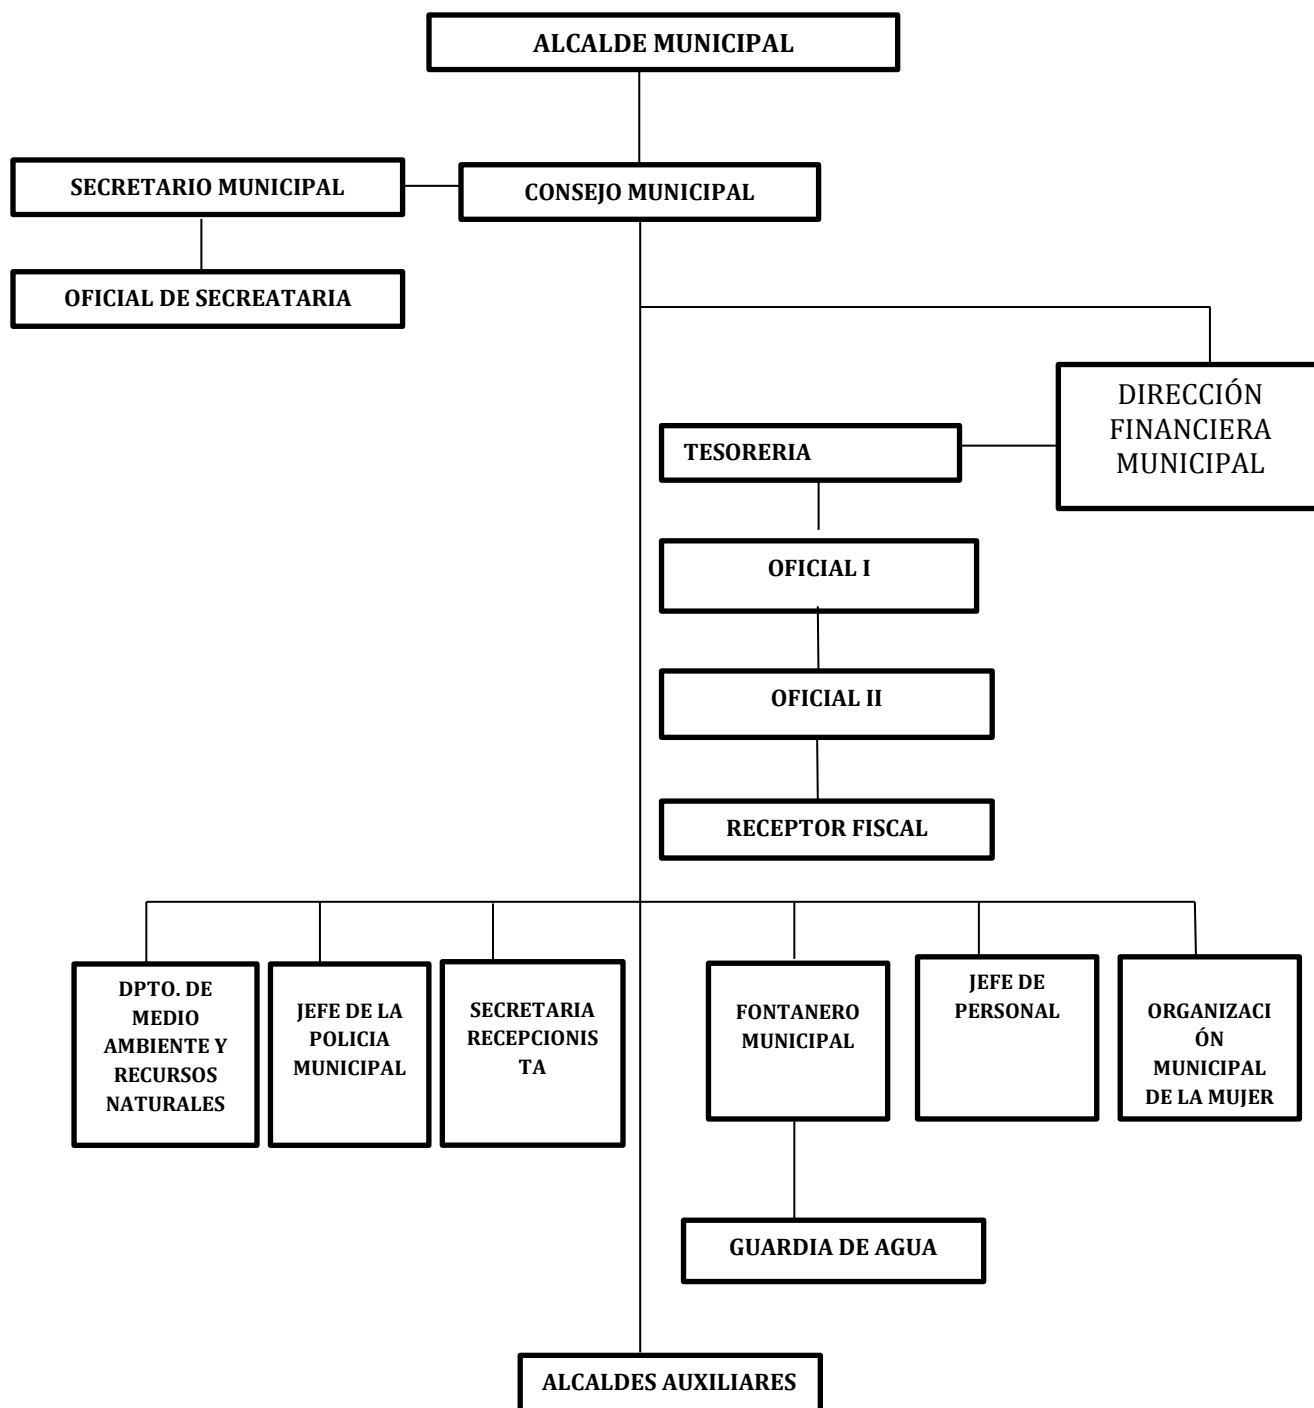 ALCALDE MUNICIPAL
SECRETARIO MUNICIPAL
CONSEJO MUNICIPAL
OFICIAL DE SECREATARIA
DIRECCIÓN
FINANCIERA
MUNICIPAL
TESORERIA
OFICIAL I
OFICIAL II
RECEPTOR FISCAL
DPTO. DE
MEDIO
AMBIENTE Y
RECURSOS
NATURALES
JEFE DE LA
POLICIA
MUNICIPAL
SECRETARIA
RECEPCIONIS
TA
FONTANERO
MUNICIPAL
JEFE DE
PERSONAL
ORGANIZACI
ÓN
MUNICIPAL
DE LA MUJER
GUARDIA DE AGUA
ALCALDES AUXILIARES